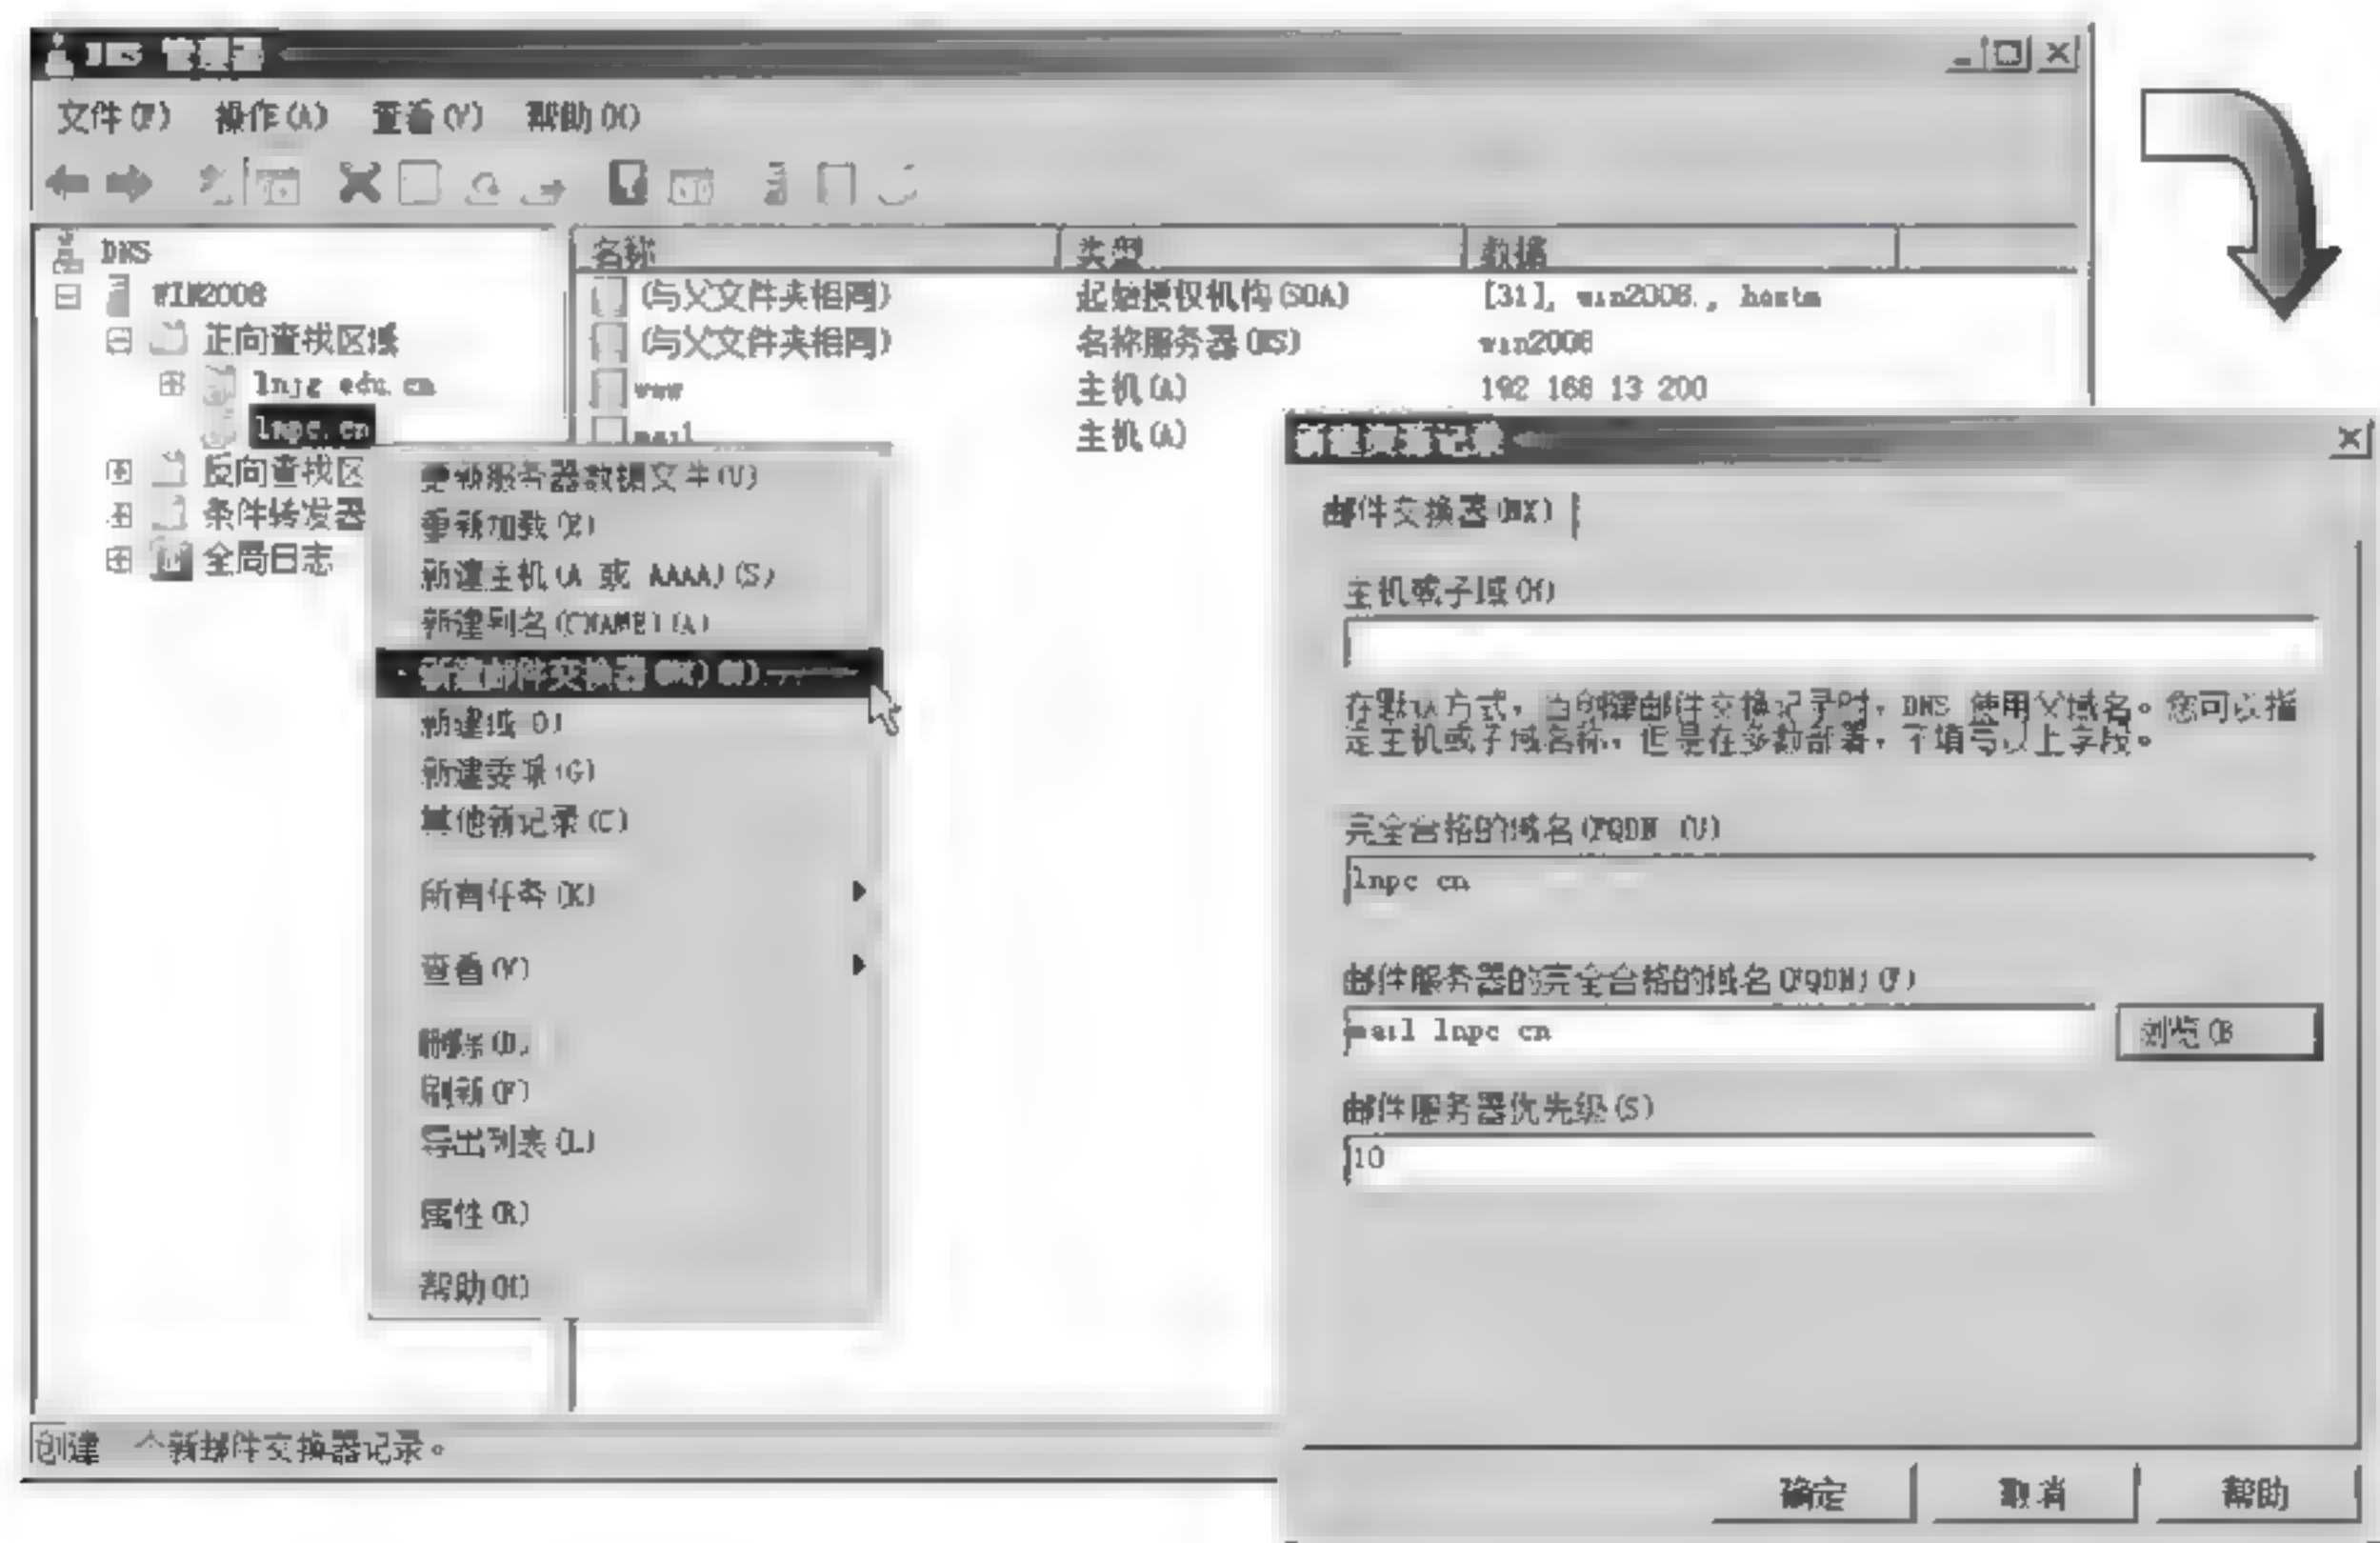 DNS 管理器
文件(F) 操作(A) 查看(V) 帮助(H)
DNS
WIN2008
正向查找区域
lnjg.edu.cn
lnpc.cn
反向查找区
条件转发器
全局日志
名称 类型 数据
(与父文件夹相同) 起始授权机构(SOA) [31], win2008., hostm
(与父文件夹相同) 名称服务器(NS) win2008
www 主机(A) 192.168.13.200
mail 主机(A)
更新服务器数据文件(U)
重新加载(E)
新建主机(A 或 AAAA)(S)
新建别名(CNAME)(A)
新建邮件交换器(MX)(M)...
新建域(O)
新建委派(G)
其他新记录(C)
所有任务(K)
查看(V)
删除(D)
刷新(F)
导出列表(L)
属性(R)
帮助(H)
创建一个新邮件交换器记录。
新建资源记录
邮件交换器(MX)
主机或子域(H)
在默认方式，当创建邮件交换记录时，DNS 使用父域名。您可以指
定主机或子域名称，但是在多数部署，不填写以上字段。
完全合格的域名(FQDN)(U)
lnpc.cn
邮件服务器的完全合格的域名(FQDN)(F)
mail.lnpc.cn 浏览(B
邮件服务器优先级(S)
10
确定 取消 帮助